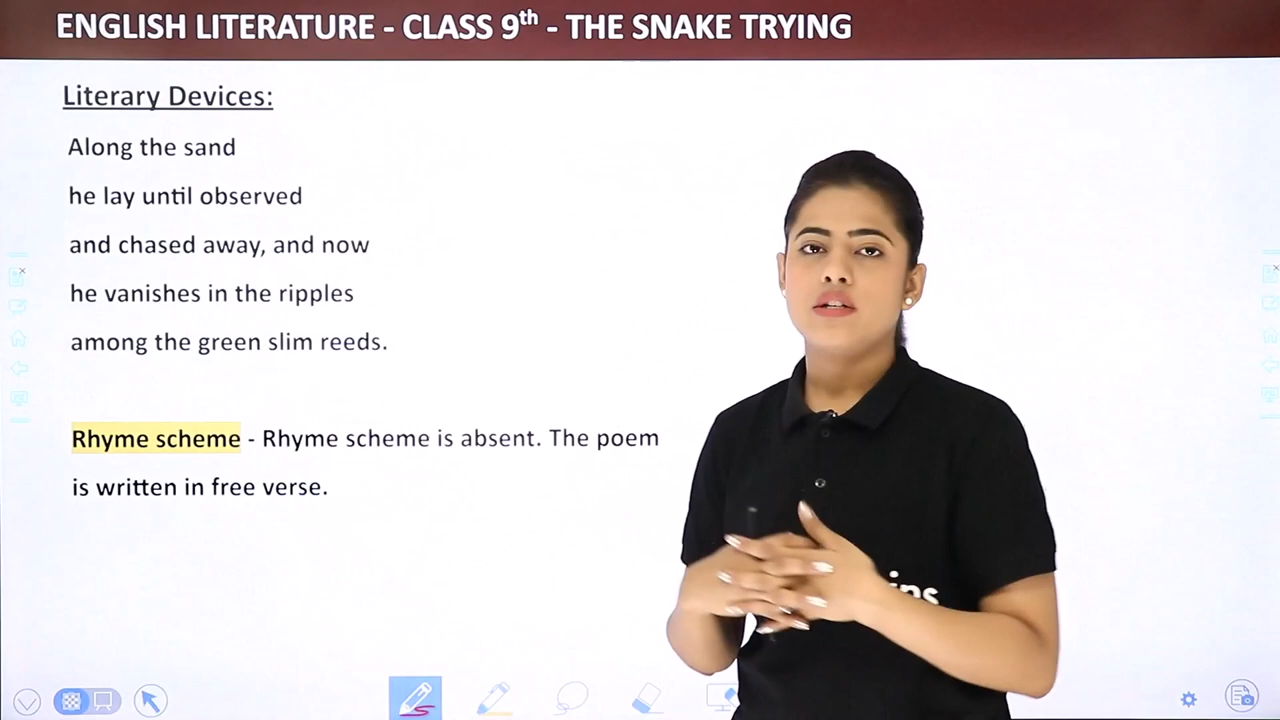 ENGLISH LITERATURE - CLASS 9th - THE SNAKE TRYING
Literary Devices:
Along the sand
he lay until observed
and chased away, and now
he vanishes in the ripples
among the green slim reeds.
Rhyme scheme - Rhyme scheme is absent. The poem
is written in free verse.